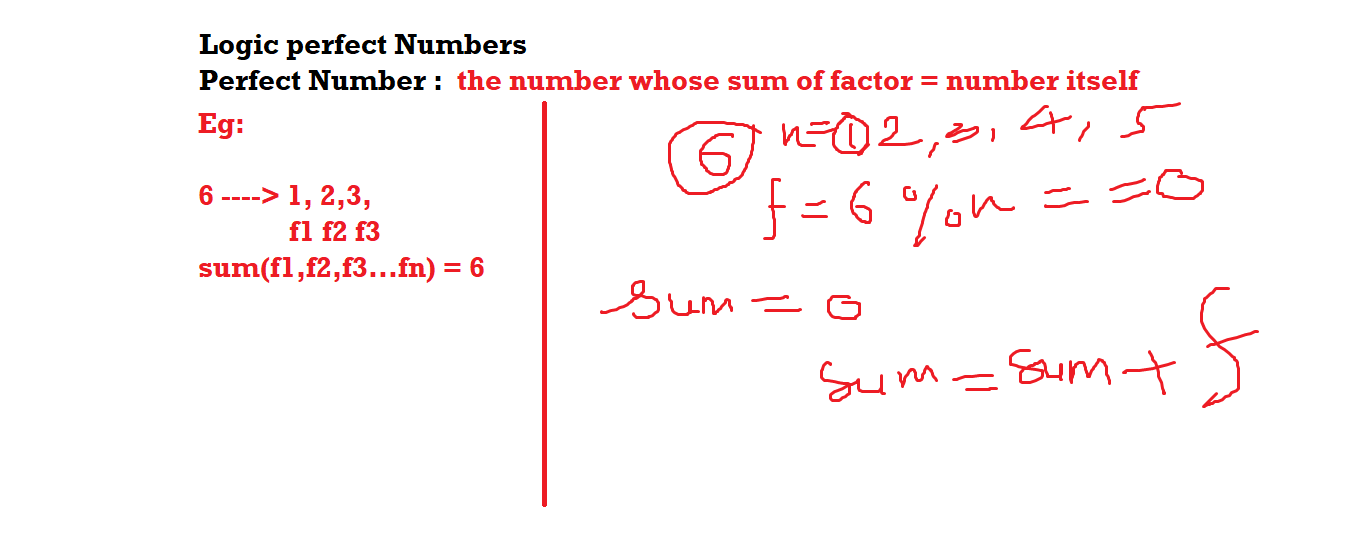 Logic perfect Numbers
Perfect Number : the number whose sum of factor = number itself
Eg:
6 ----> 1, 2,3,
f1 f2 f3
sum(f1,f2,f3...fn) = 6
6 n=1 2, 3, 4, 5
f = 6 % n = = 0
sum = 0
sum = sum + f